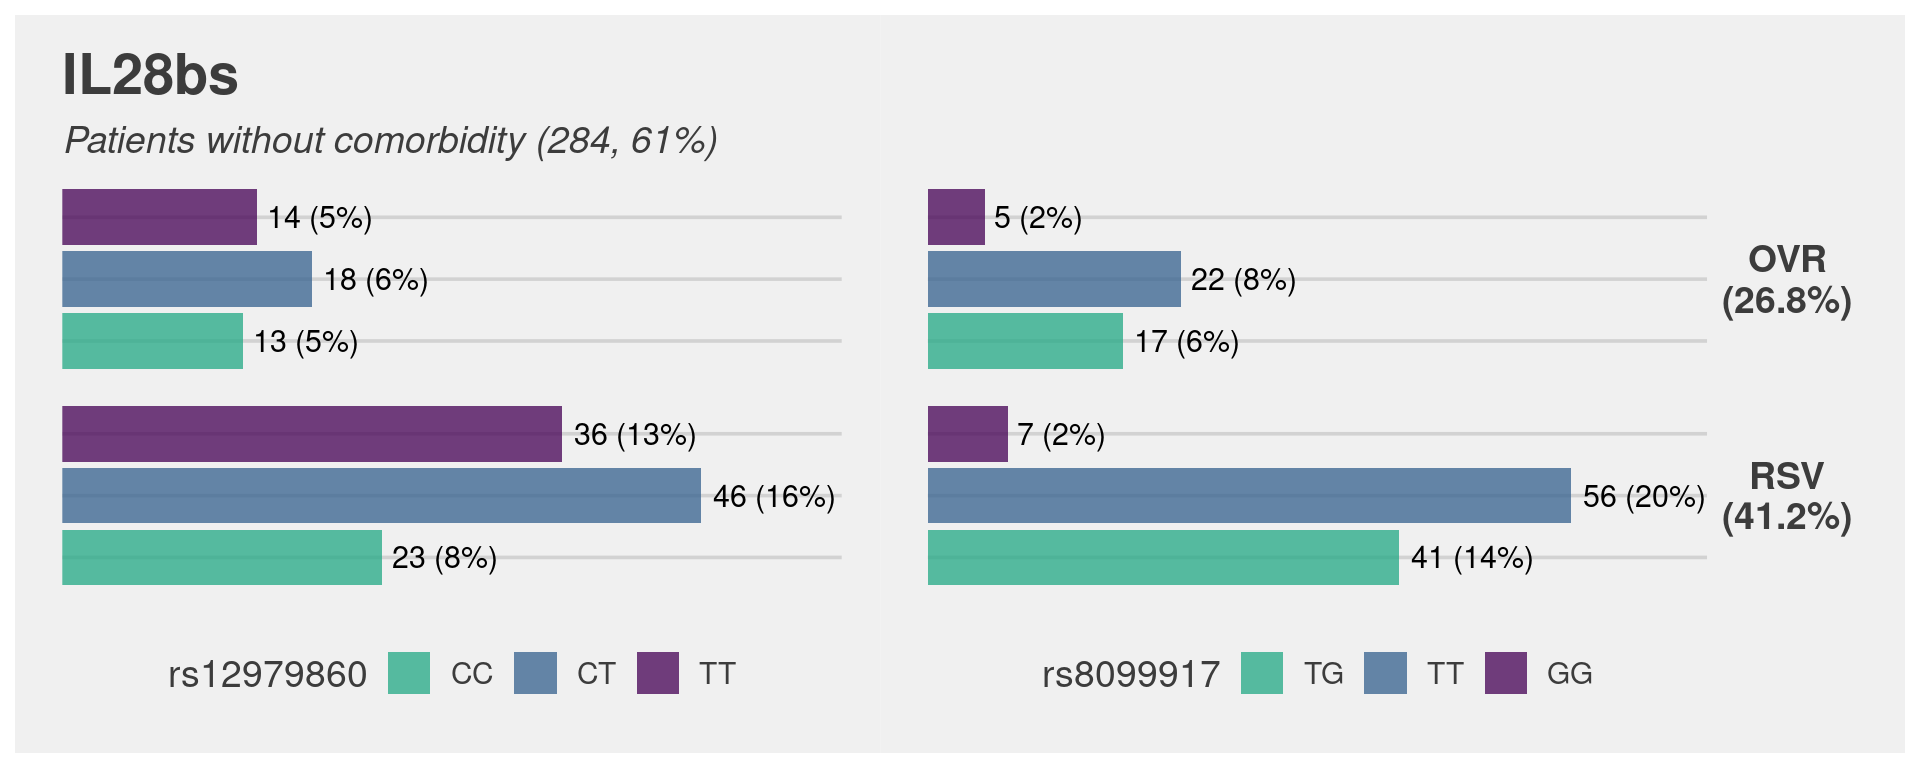 IL28bs
Patients without comorbidity (284, 61%)
14 (5%)
18 (6%)
13 (5%)
36 (13%)
46 (16%)
23 (8%)
rs12979860 CC CT TT
5 (2%)
22 (8%)
17 (6%)
7 (2%)
56 (20%)
41 (14%)
rs8099917 TG TT GG
OVR
(26.8%)
RSV
(41.2%)